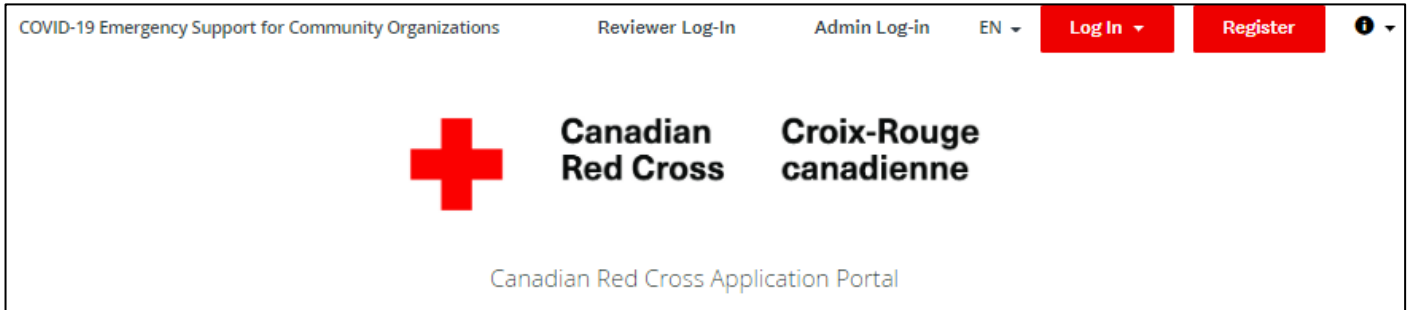 COVID-19 Emergency Support for Community Organizations Reviewer Log-In Admin Log-in EN Log In Register
Canadian Red Cross
Croix-Rouge canadienne
Canadian Red Cross Application Portal